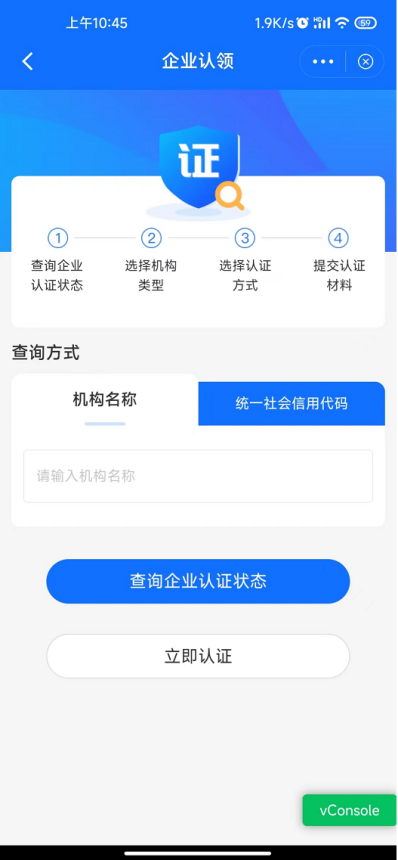 上午10:45
1.9K/s
59
企业认领
证
1
2
3
4
查询企业
认证状态
选择机构
类型
选择认证
方式
提交认证
材料
查询方式
机构名称
统一社会信用代码
请输入机构名称
查询企业认证状态
立即认证
vConsole